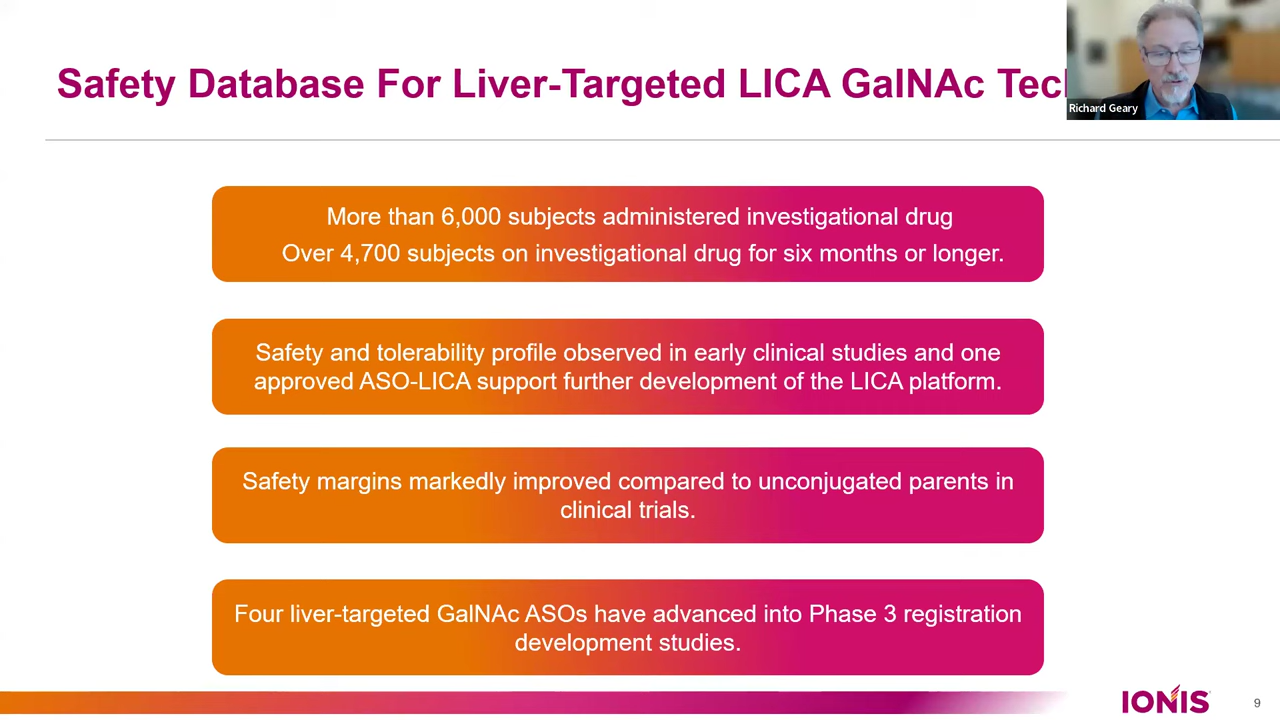 Safety Database For Liver-Targeted LICA GalNAc
Richard Geary
More than 6,000 subjects administered investigational drug
Over 4,700 subjects on investigational drug for six months or longer.
Safety and tolerability profile observed in early clinical studies and one
approved ASO-LICA support further development of the LICA platform.
Safety margins markedly improved compared to unconjugated parents in
clinical trials.
Four liver-targeted GalNAc ASOs have advanced into Phase 3 registration
development studies.
IONIS
9